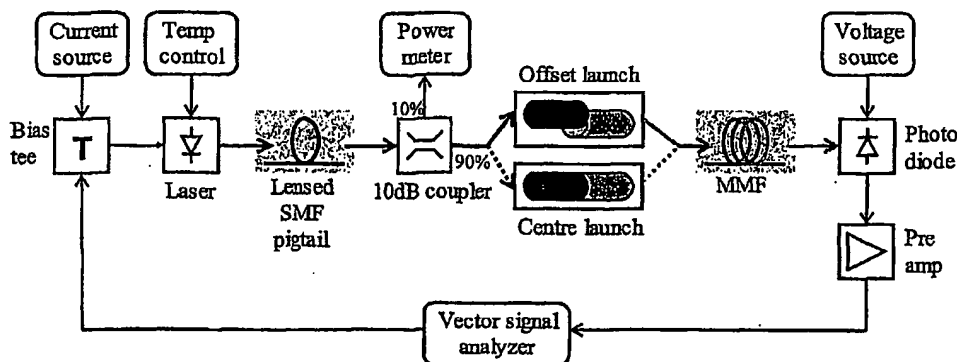 Current
source
Temp
control
Power
meter
Voltage
source
Offset launch
10%
Bias
tee
T
90%
Photo
diode
Laser
Lensed
SMF
pigtail
10dB coupler
MMF
Centre launch
Pre
amp
Vector signal
analyzer